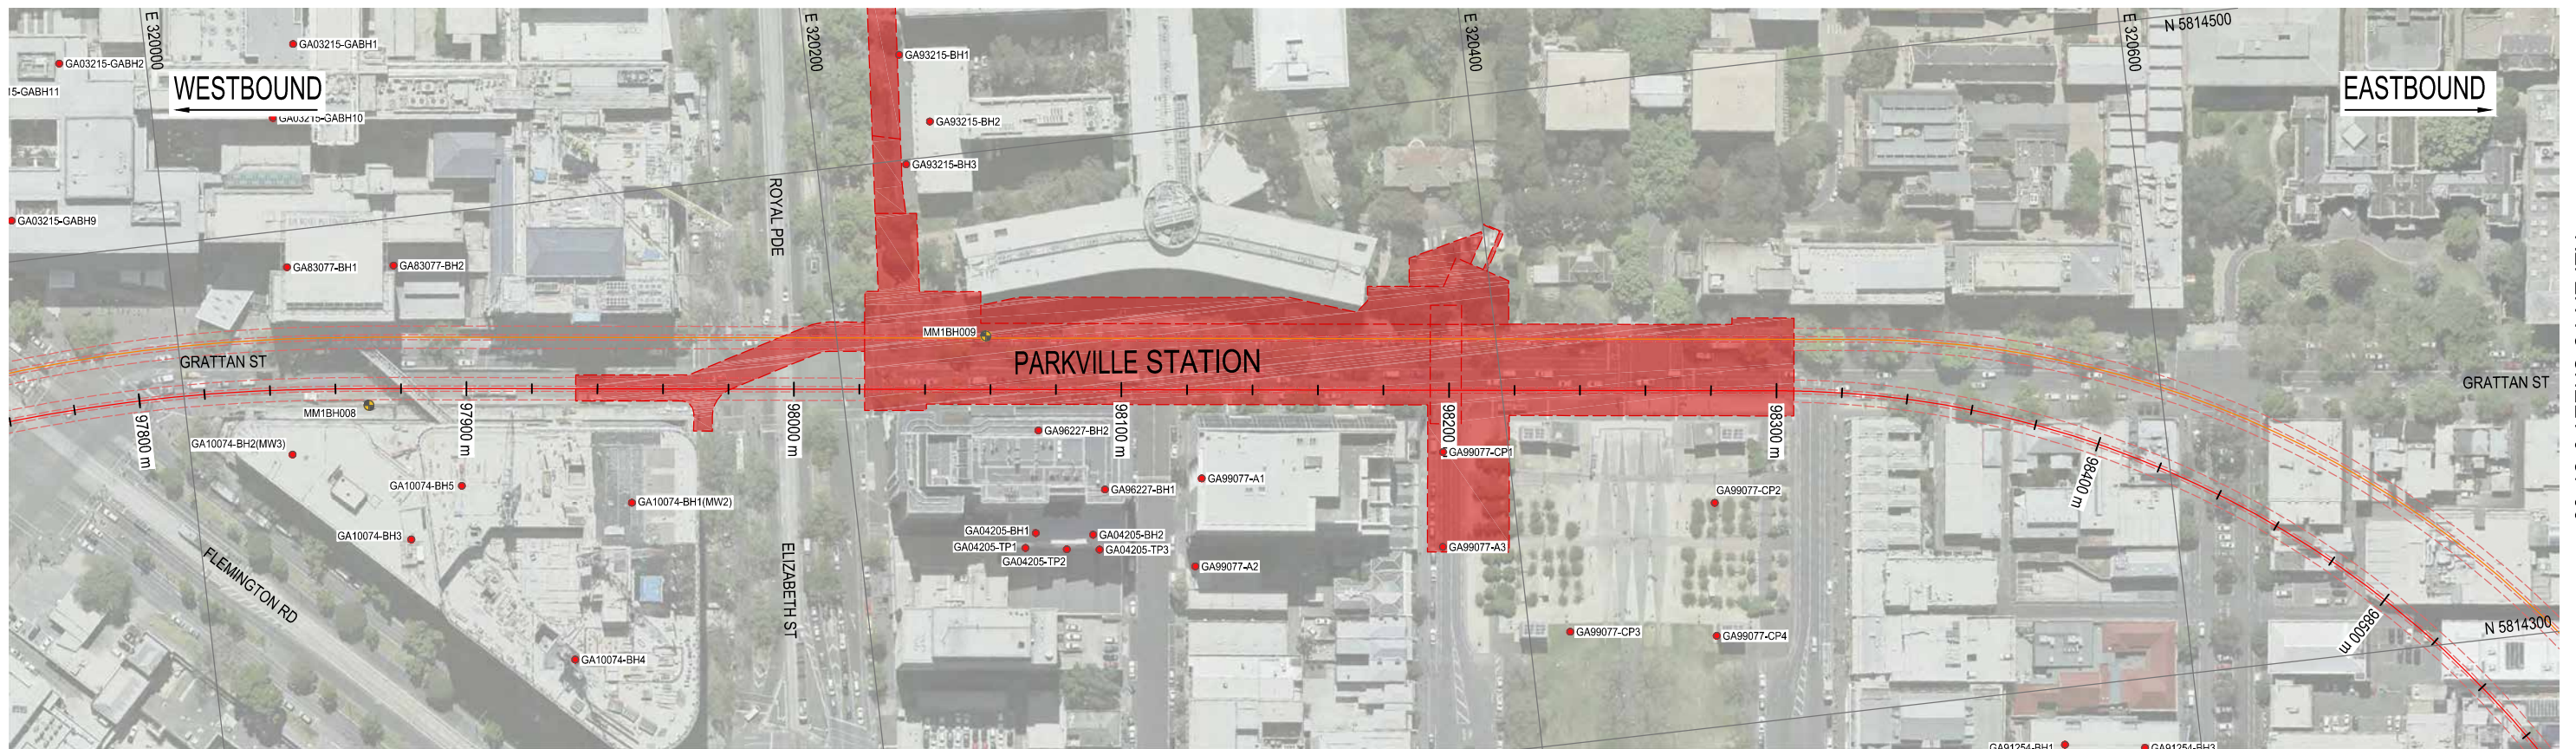 E 320000
E 320200
E 320400
E 320600
N 5814500
GA03215-GABH1
GA03215-GABH2
15-GABH11
WESTBOUND
GA03215-GABH10
GA93215-BH1
GA93215-BH2
GA93215-BH3
EASTBOUND
ROYAL PDE
GA03215-GABH9
GA83077-BH1
GA83077-BH2
MM1BH009
PARKVILLE STATION
GRATTAN ST
GRATTAN ST
MM1BH008
97800 m
97900 m
98000 m
98100 m
98200 m
98300 m
98400 m
98500 m
GA10074-BH2(MW3)
GA10074-BH5
GA10074-BH1(MW2)
GA10074-BH3
GA10074-BH4
FLEMINGTON RD
ELIZABETH ST
GA96227-BH2
GA96227-BH1
GA99077-A1
GA99077-CP1
GA99077-CP2
GA04205-BH1
GA04205-BH2
GA04205-TP1
GA04205-TP3
GA04205-TP2
GA99077-A2
GA99077-A3
GA99077-CP3
GA99077-CP4
N 5814300
GA91254-BH1
GA91254-BH3